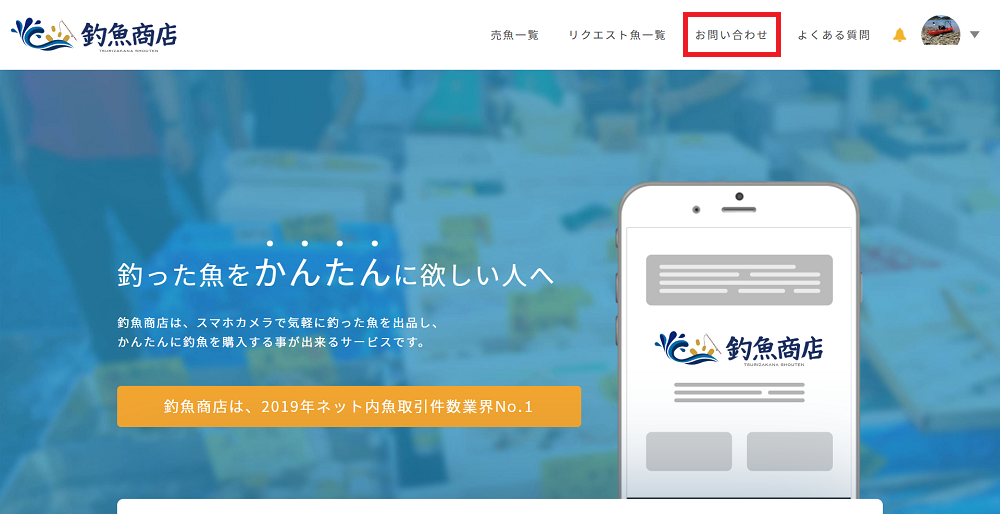 釣魚商店
TSURIZAKANA SHOUTEN
売魚一覧
リクエスト魚一覧
お問い合わせ
よくある質問
釣った魚をかんたんに欲しい人へ
釣魚商店は、スマホカメラで気軽に釣った魚を出品し、
かんたんに釣魚を購入する事が出来るサービスです。
釣魚商店は、2019年ネット内魚取引件数業界No.1
釣魚商店
TSURIZAKANA SHOUTEN